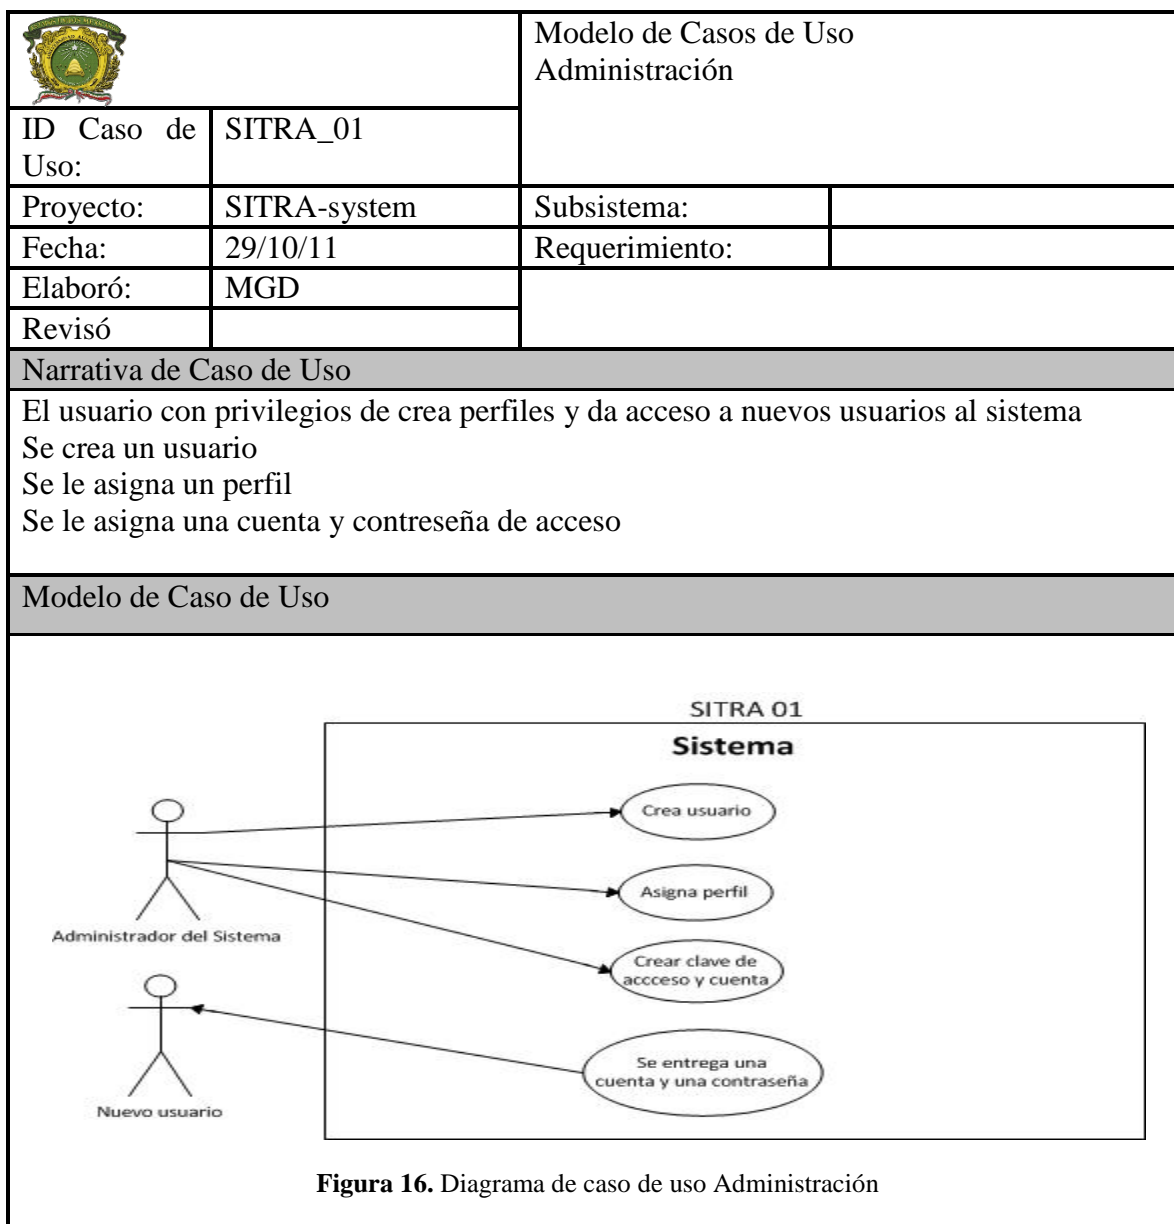 Modelo de Casos de Uso
Administración
ID Caso de
Uso:
SITRA_01
Proyecto:
SITRA-system
Subsistema:
Fecha:
29/10/11
Requerimiento:
Elaboró:
MGD
Revisó
Narrativa de Caso de Uso
El usuario con privilegios de crea perfiles y da acceso a nuevos usuarios al sistema
Se crea un usuario
Se le asigna un perfil
Se le asigna una cuenta y contreseña de acceso
Modelo de Caso de Uso
SITRA 01
Sistema
Crea usuario
Asigna perfil
Administrador del Sistema
Crear clave de
accceso y cuenta
Se entrega una
cuenta y una contraseña
Nuevo usuario
Figura 16. Diagrama de caso de uso Administración